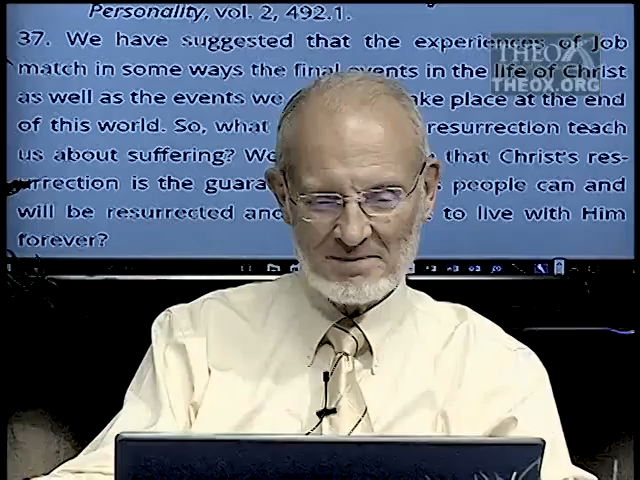 Personality, vol. 2, 492.1.
37. We have suggested that the experiences of Job
match in some ways the final events in the life of Christ
as well as the events we ake place at the end
of this world. So, what resurrection teach
us about suffering? We that Christ's res-
urrection is the guara people can and
will be resurrected and to live with Him
forever?
THEOX
THEOX.ORG